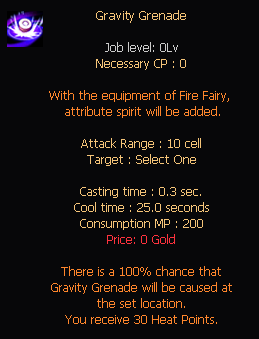 Gravity Grenade
Job level: 0Lv
Necessary CP : 0
With the equipment of Fire Fairy,
attribute spirit will be added.
Attack Range : 10 cell
Target : Select One
Casting time : 0.3 sec.
Cool time : 25.0 seconds
Consumption MP : 200
Price: 0 Gold
There is a 100% chance that
Gravity Grenade will be caused at
the set location.
You receive 30 Heat Points.